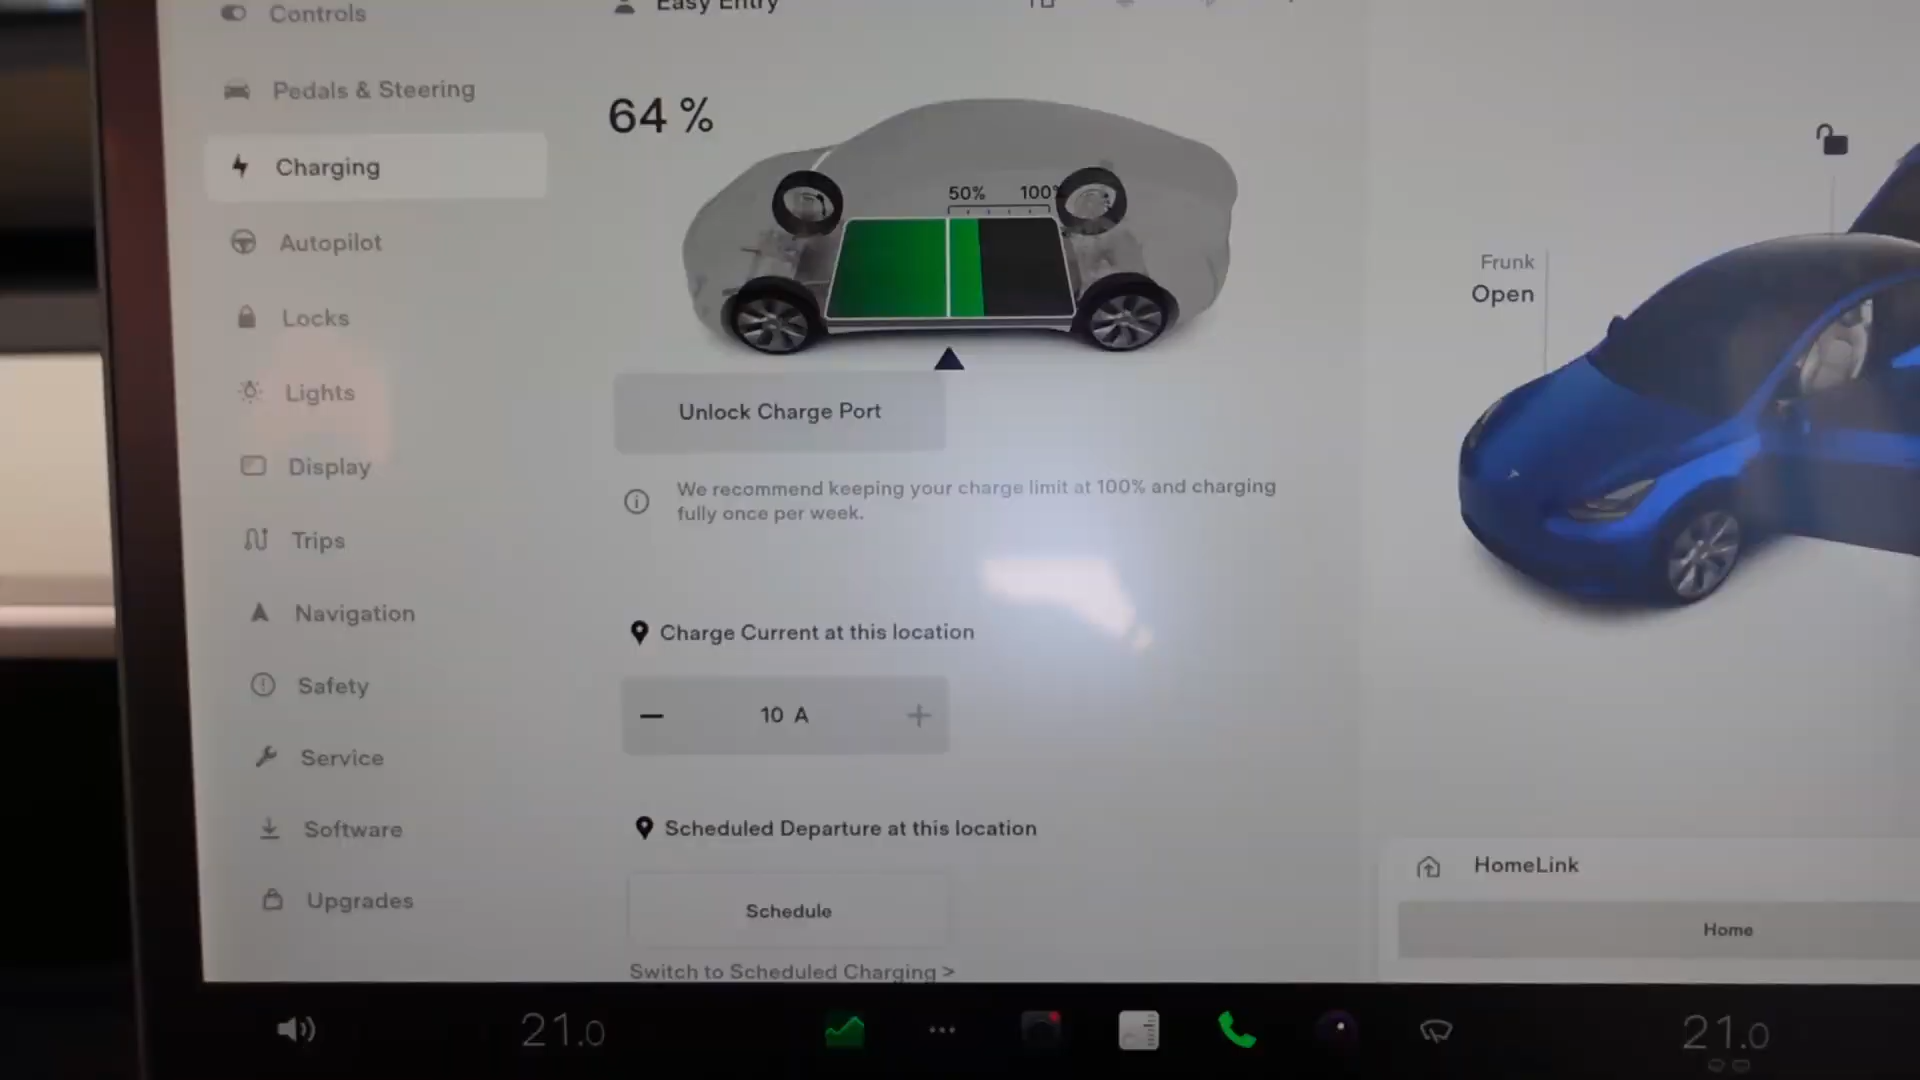 Controls
Easy Entry
Pedals & Steering
64 %
Charging
50% 100%
Autopilot
Frunk
Open
Locks
Lights
Unlock Charge Port
Display
We recommend keeping your charge limit at 100% and charging
fully once per week.
Trips
Navigation
Charge Current at this location
Safety
10 A
Service
Software
Scheduled Departure at this location
HomeLink
Upgrades
Schedule
Home
Switch to Scheduled Charging >
21.0
21.0